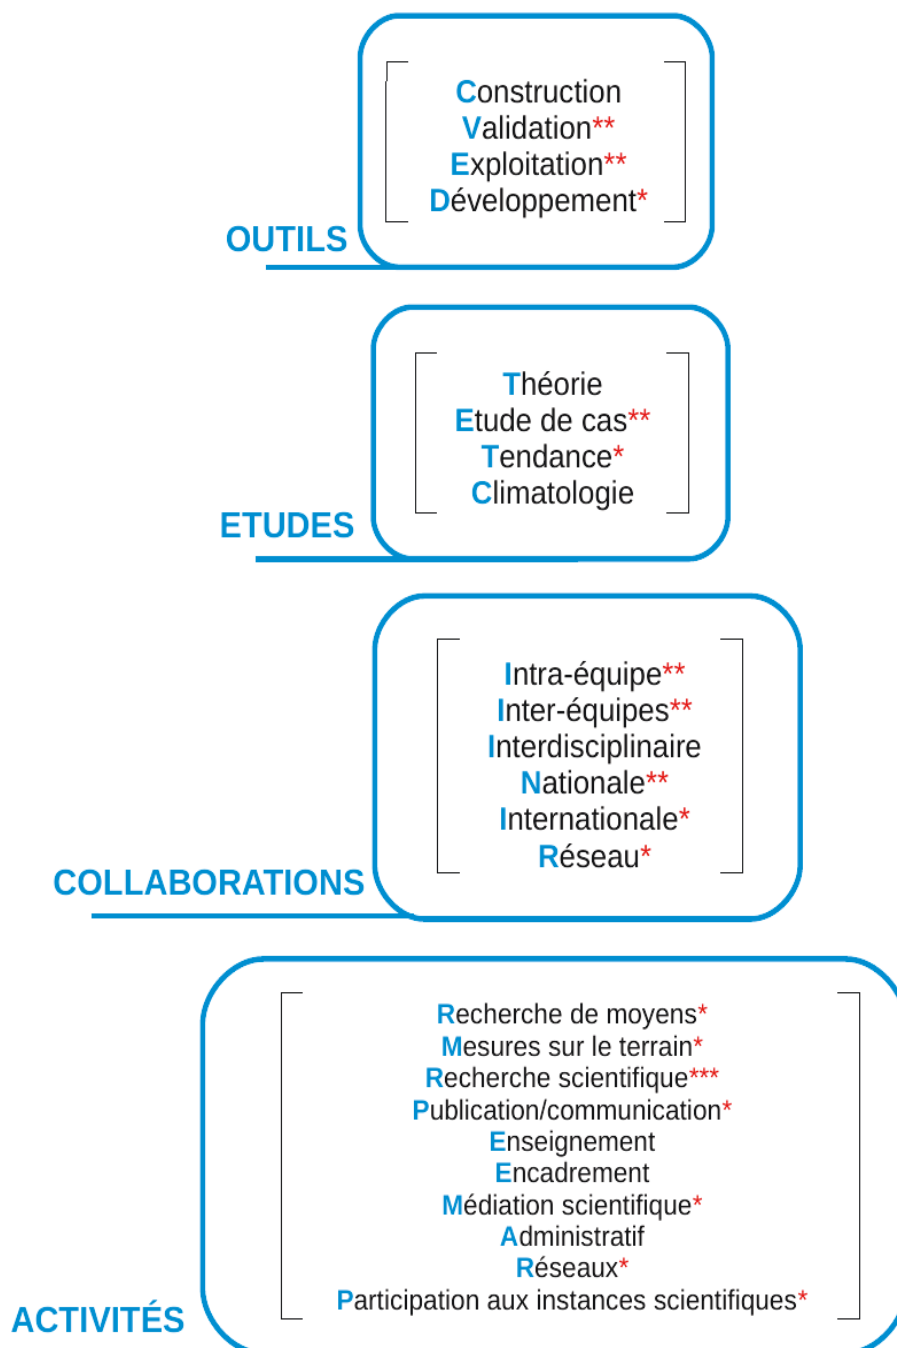 Construction
Validation**
Exploitation**
Développement*
OUTILS
Théorie
Etude de cas**
Tendance*
Climatologie
ETUDES
Intra-équipe**
Inter-équipes**
Interdisciplinaire
Nationale**
Internationale*
Réseau*
COLLABORATIONS
Recherche de moyens*
Mesures sur le terrain*
Recherche scientifique***
Publication/communication*
Enseignement
Encadrement
Médiation scientifique*
Administratif
Réseaux*
Participation aux instances scientifiques*
ACTIVITÉS